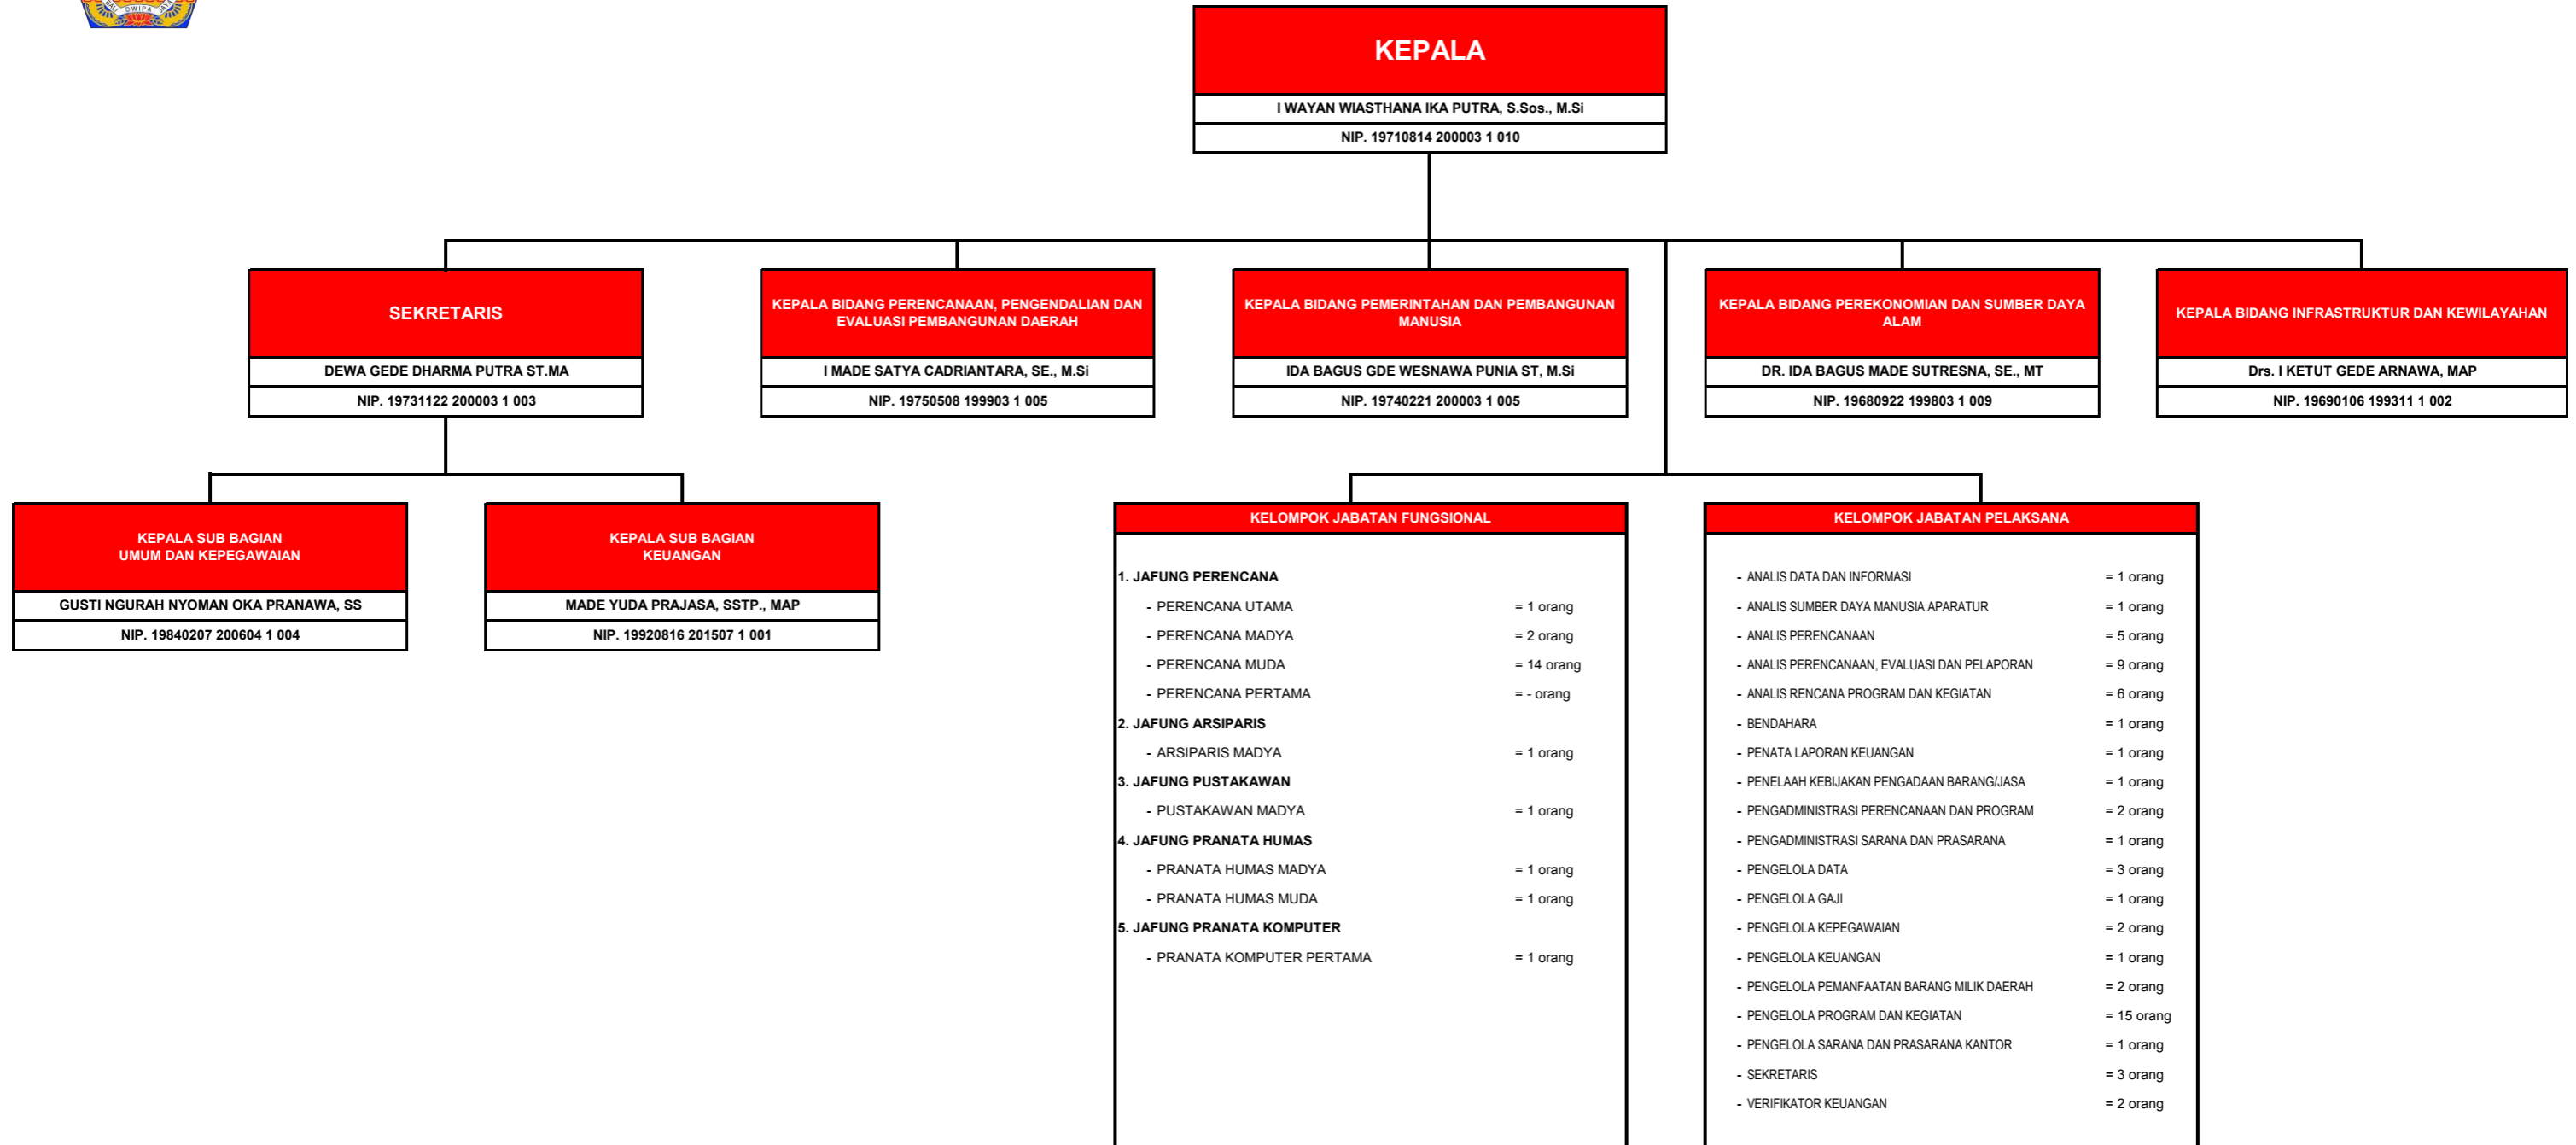 BALI DWIPA JAYA
KEPALA
I WAYAN WIASTHANA IKA PUTRA, S.Sos., M.Si
NIP. 19710814 200003 1 010
SEKRETARIS
DEWA GEDE DHARMA PUTRA ST.MA
NIP. 19731122 200003 1 003
KEPALA BIDANG PERENCANAAN, PENGENDALIAN DAN
EVALUASI PEMBANGUNAN DAERAH
I MADE SATYA CADRIANTARA, SE., M.Si
NIP. 19750508 199903 1 005
KEPALA BIDANG PEMERINTAHAN DAN PEMBANGUNAN
MANUSIA
IDA BAGUS GDE WESNAWA PUNIA ST, M.Si
NIP. 19740221 200003 1 005
KEPALA BIDANG PEREKONOMIAN DAN SUMBER DAYA
ALAM
DR. IDA BAGUS MADE SUTRESNA, SE., MT
NIP. 19680922 199803 1 009
KEPALA BIDANG INFRASTRUKTUR DAN KEWILAYAHAN
Drs. I KETUT GEDE ARNAWA, MAP
NIP. 19690106 199311 1 002
KEPALA SUB BAGIAN
UMUM DAN KEPEGAWAIAN
GUSTI NGURAH NYOMAN OKA PRANAWA, SS
NIP. 19840207 200604 1 004
KEPALA SUB BAGIAN
KEUANGAN
MADE YUDA PRAJASA, SSTP., MAP
NIP. 19920816 201507 1 001
KELOMPOK JABATAN FUNGSIONAL
1. JAFUNG PERENCANA
- PERENCANA UTAMA = 1 orang
- PERENCANA MADYA = 2 orang
- PERENCANA MUDA = 14 orang
- PERENCANA PERTAMA = - orang
2. JAFUNG ARSIPARIS
- ARSIPARIS MADYA = 1 orang
3. JAFUNG PUSTAKAWAN
- PUSTAKAWAN MADYA = 1 orang
4. JAFUNG PRANATA HUMAS
- PRANATA HUMAS MADYA = 1 orang
- PRANATA HUMAS MUDA = 1 orang
5. JAFUNG PRANATA KOMPUTER
- PRANATA KOMPUTER PERTAMA = 1 orang
KELOMPOK JABATAN PELAKSANA
- ANALIS DATA DAN INFORMASI = 1 orang
- ANALIS SUMBER DAYA MANUSIA APARATUR = 1 orang
- ANALIS PERENCANAAN = 5 orang
- ANALIS PERENCANAAN, EVALUASI DAN PELAPORAN = 9 orang
- ANALIS RENCANA PROGRAM DAN KEGIATAN = 6 orang
- BENDAHARA = 1 orang
- PENATA LAPORAN KEUANGAN = 1 orang
- PENELAAH KEBIJAKAN PENGADAAN BARANG/JASA = 1 orang
- PENGADMINISTRASI PERENCANAAN DAN PROGRAM = 2 orang
- PENGADMINISTRASI SARANA DAN PRASARANA = 1 orang
- PENGELOLA DATA = 3 orang
- PENGELOLA GAJI = 1 orang
- PENGELOLA KEPEGAWAIAN = 2 orang
- PENGELOLA KEUANGAN = 1 orang
- PENGELOLA PEMANFAATAN BARANG MILIK DAERAH = 2 orang
- PENGELOLA PROGRAM DAN KEGIATAN = 15 orang
- PENGELOLA SARANA DAN PRASARANA KANTOR = 1 orang
- SEKRETARIS = 3 orang
- VERIFIKATOR KEUANGAN = 2 orang